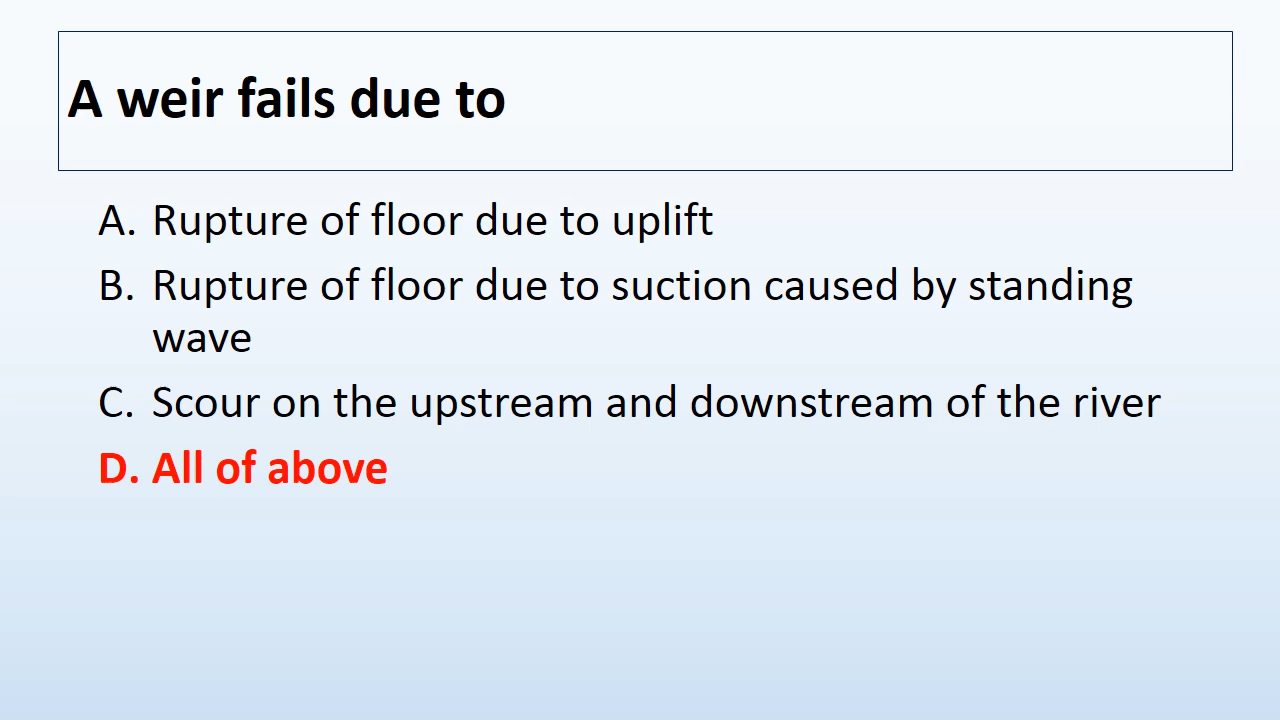 A weir fails due to
A. Rupture of floor due to uplift
B. Rupture of floor due to suction caused by standing
wave
C. Scour on the upstream and downstream of the river
D. All of above